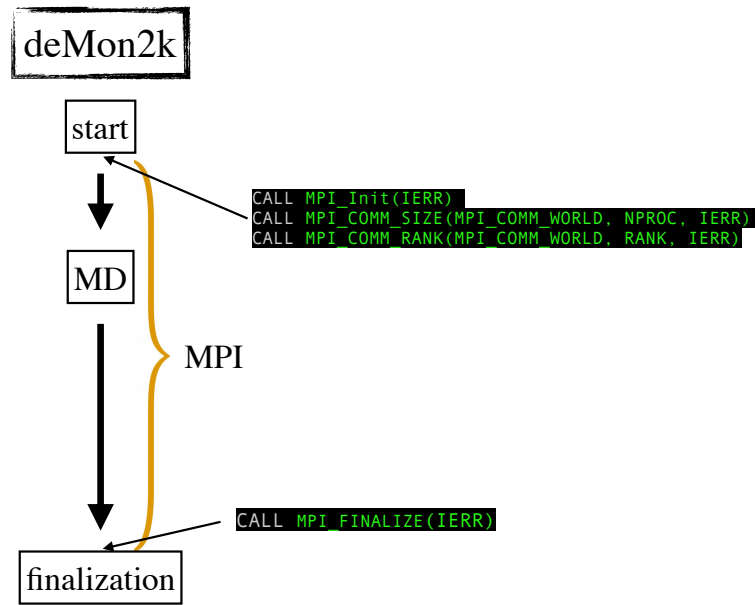 deMon2k
start
CALL MPI_Init(IERR)
CALL MPI_COMM_SIZE(MPI_COMM_WORLD, NPROC, IERR)
CALL MPI_COMM_RANK(MPI_COMM_WORLD, RANK, IERR)
MD
MPI
CALL MPI_FINALIZE(IERR)
finalization